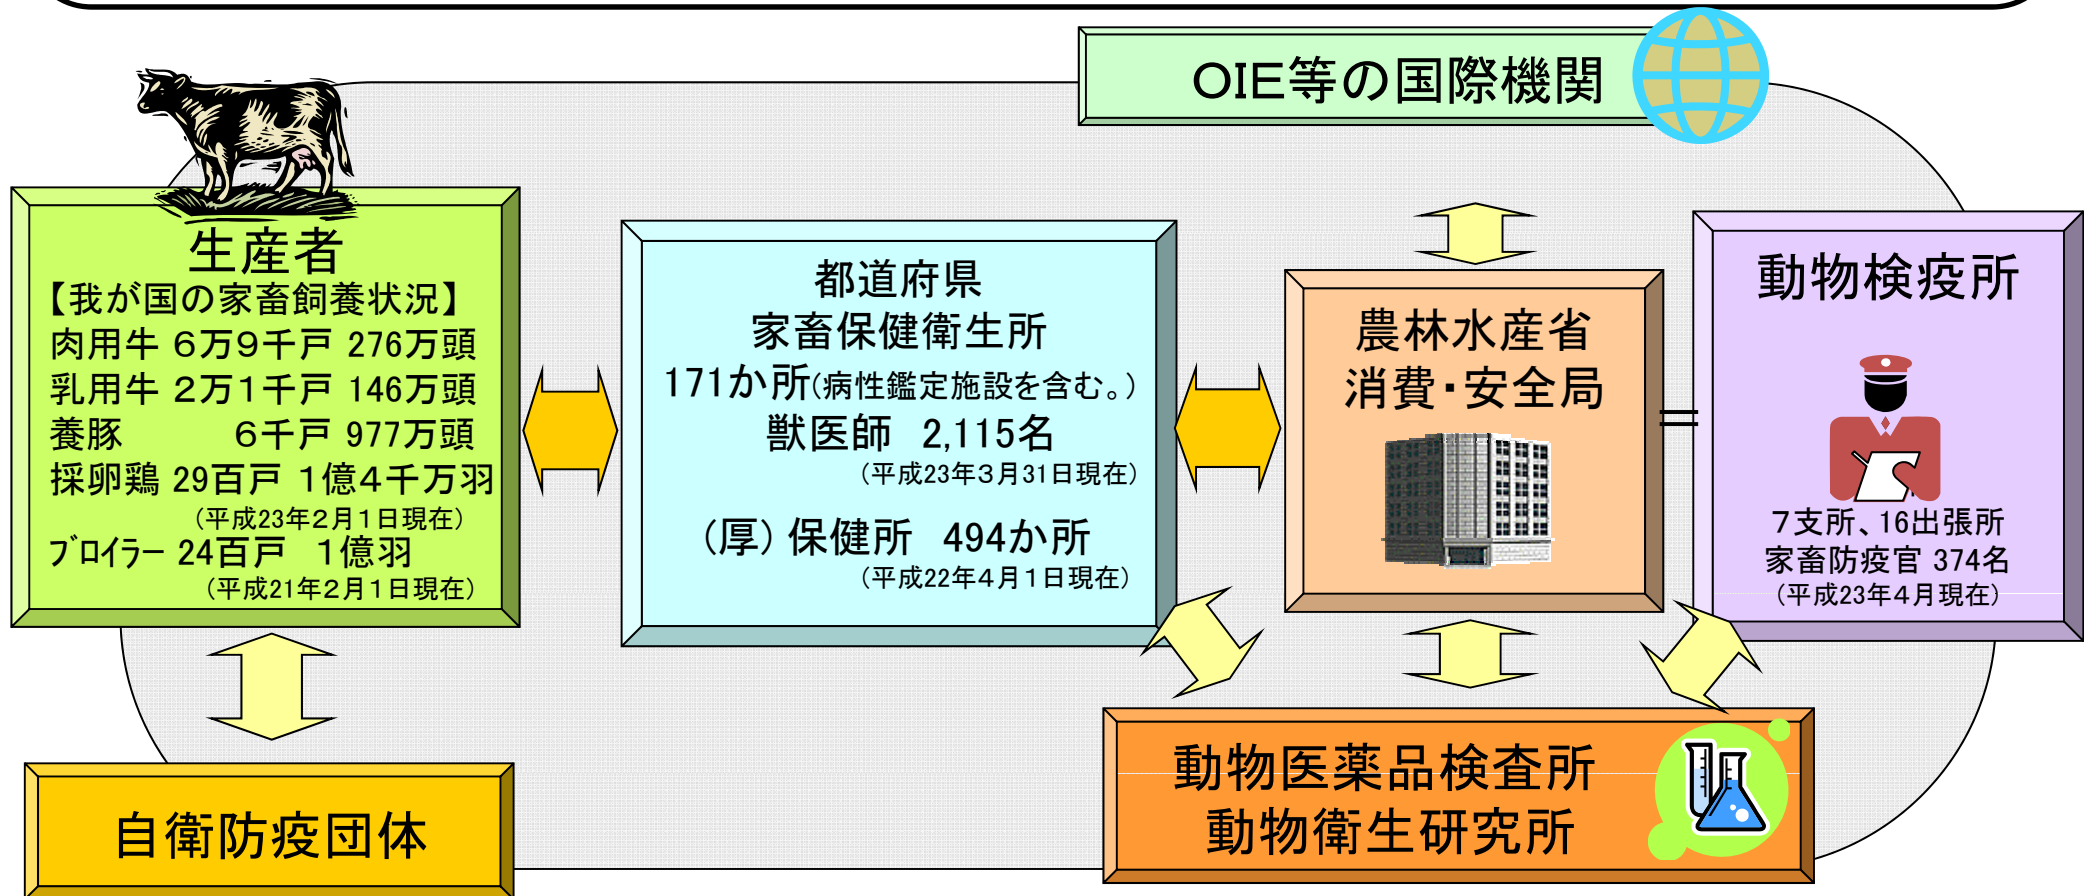 OIE等の国際機関
生産者
【我が国の家畜飼養状況】
肉用牛 6万9千戸 276万頭
乳用牛 2万1千戸 146万頭
養豚 6千戸 977万頭
採卵鶏 29百戸 1億4千万羽
(平成23年2月1日現在)
ブロイラー 24百戸 1億羽
(平成21年2月1日現在)
都道府県
家畜保健衛生所
171か所(病性鑑定施設を含む。)
獣医師 2,115名
(平成23年3月31日現在)
(厚)保健所 494か所
(平成22年4月1日現在)
農林水産省
消費・安全局
=
動物検疫所
7支所、16出張所
家畜防疫官 374名
(平成23年4月現在)
自衛防疫団体
動物医薬品検査所
動物衛生研究所